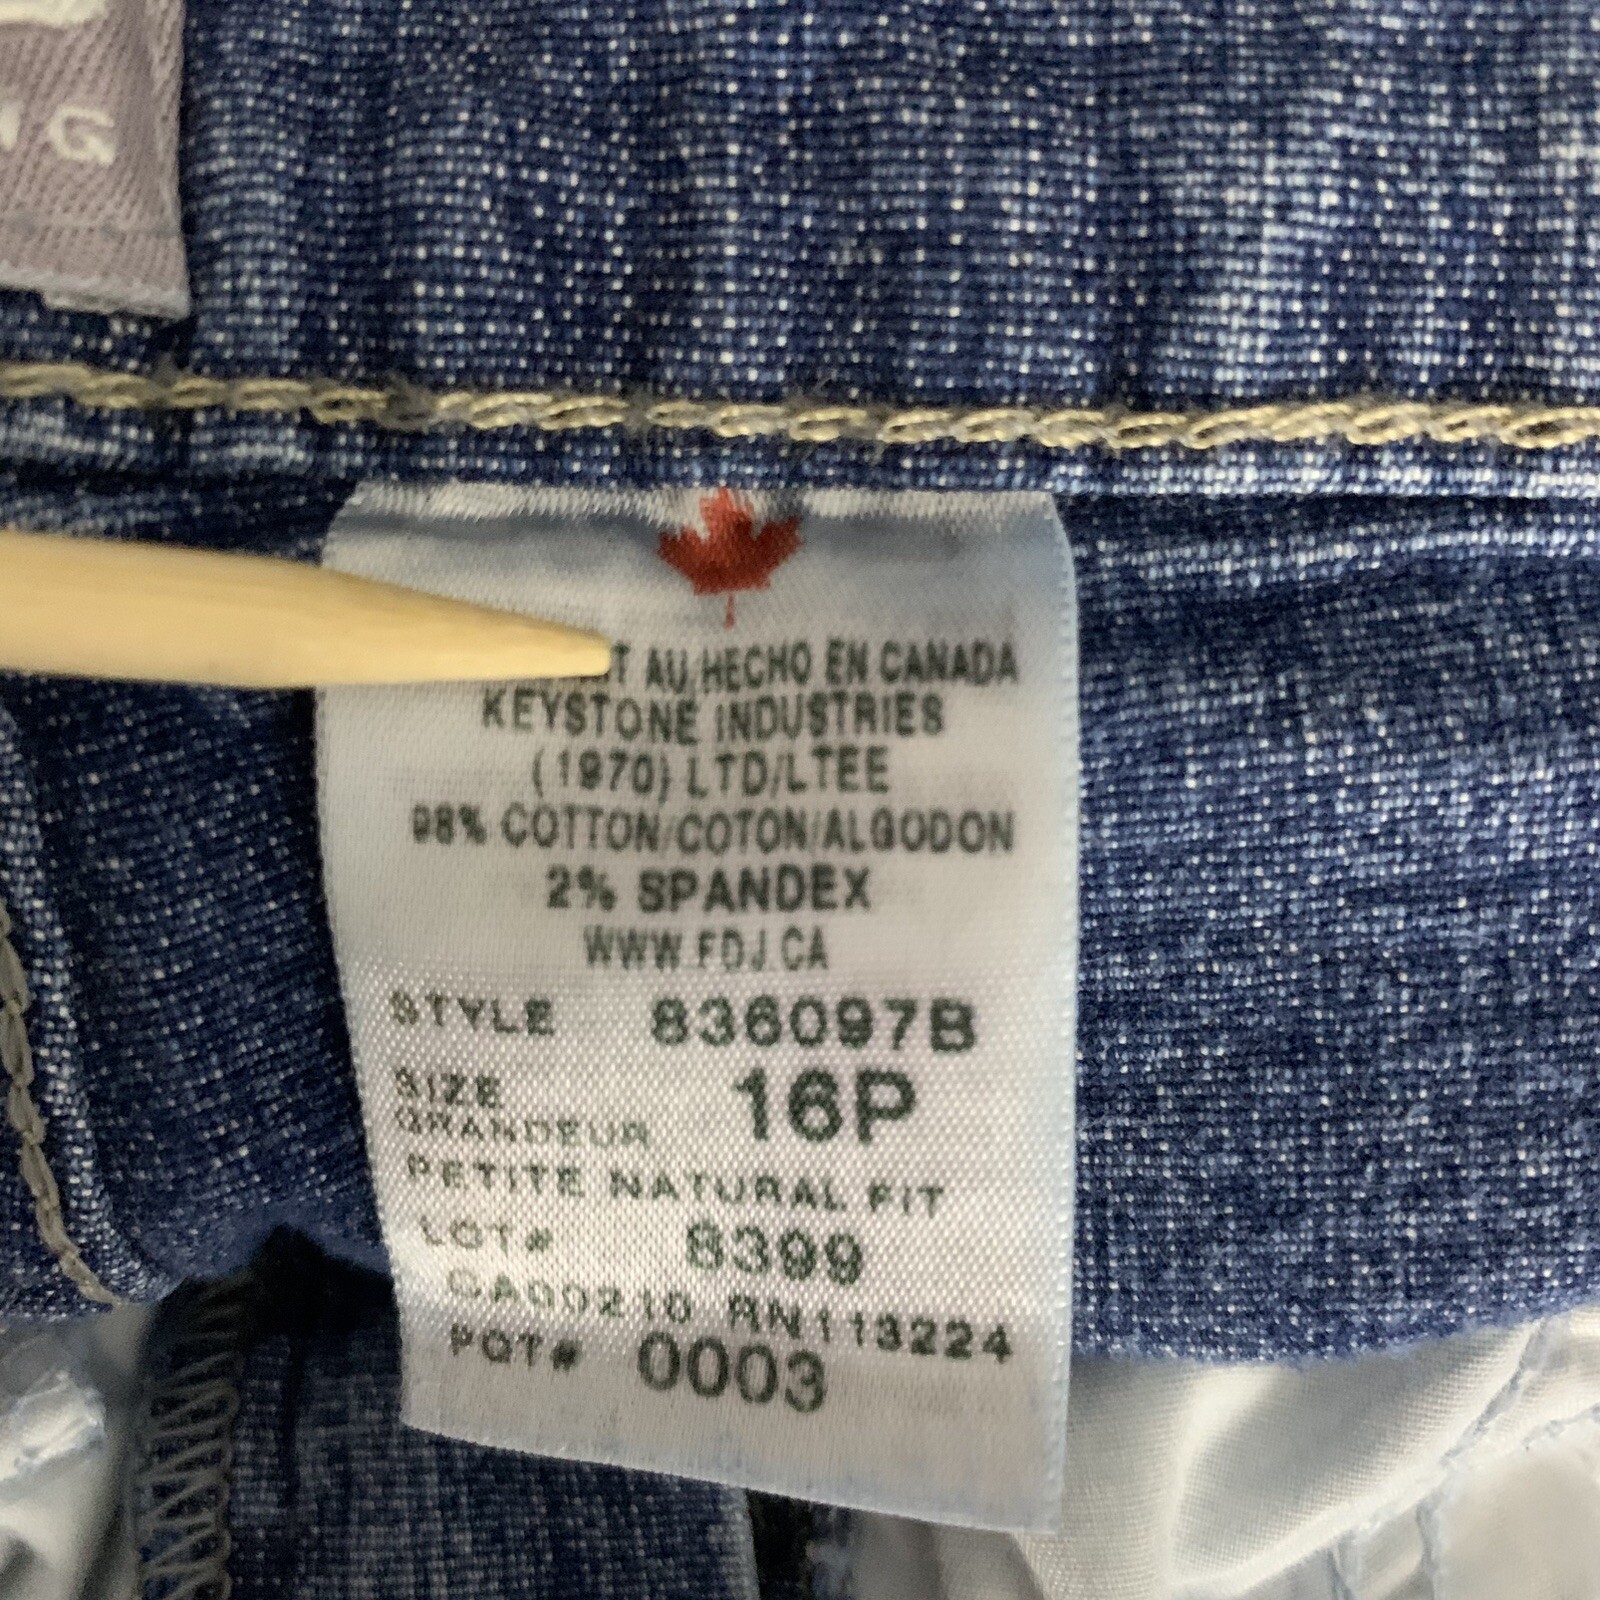 G
AU/HECHO EN CANADA
KEYSTONE INDUSTRIES
(1970) LTD/LTEE
98% COTTON/COTON/ALGODON
2% SPANDEX
WWW.FDJ.CA
STYLE 836097B
SIZE 16P
GRANDEUR
PETITE NATURAL FIT
LOT# 8399
CA00210 RN113224
PQT# 0003